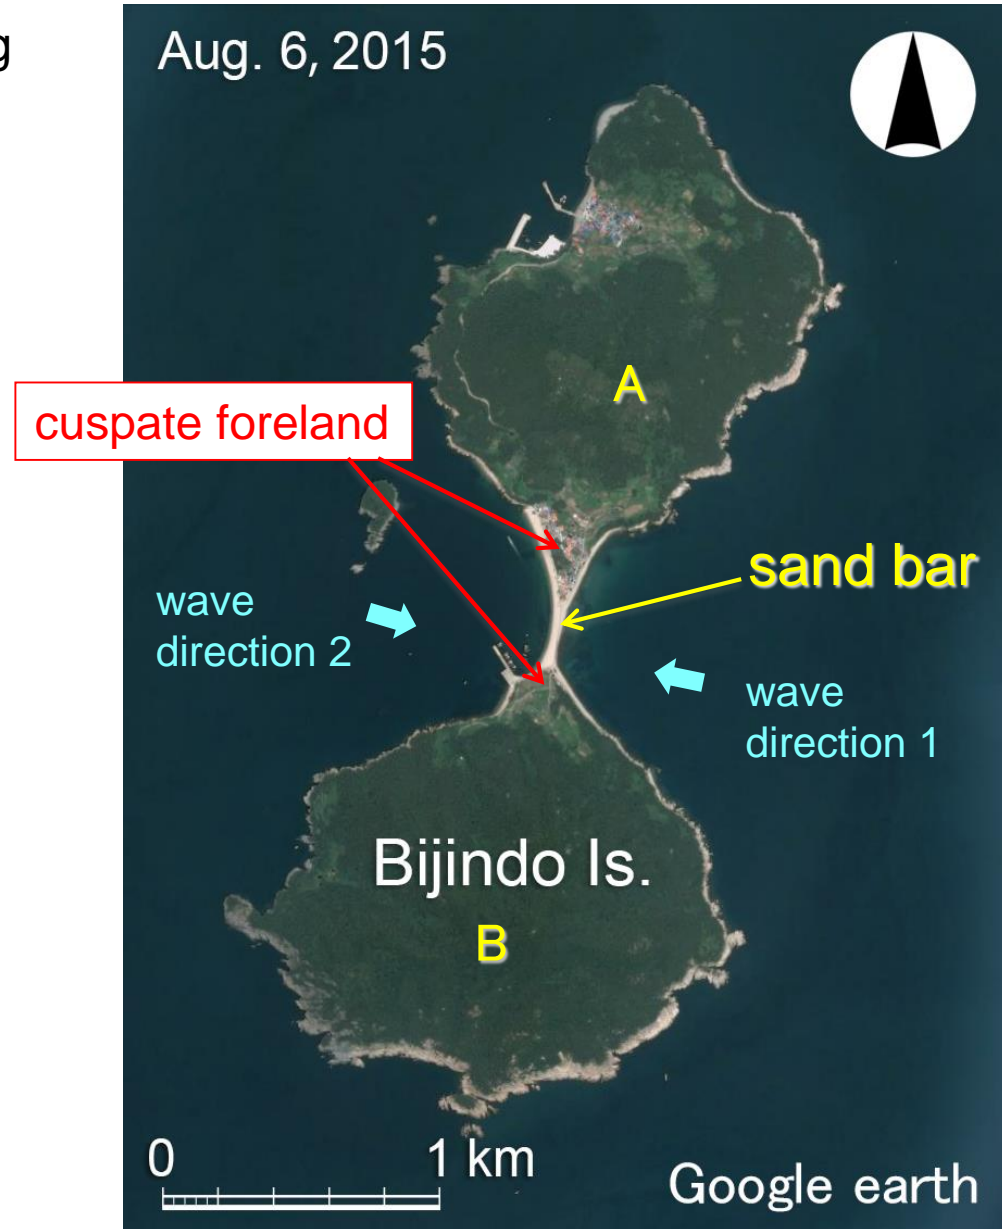 g
Aug. 6, 2015
A
cuspate foreland
sand bar
wave
direction 2
wave
direction 1
Bijindo Is.
B
0 1 km
Google earth